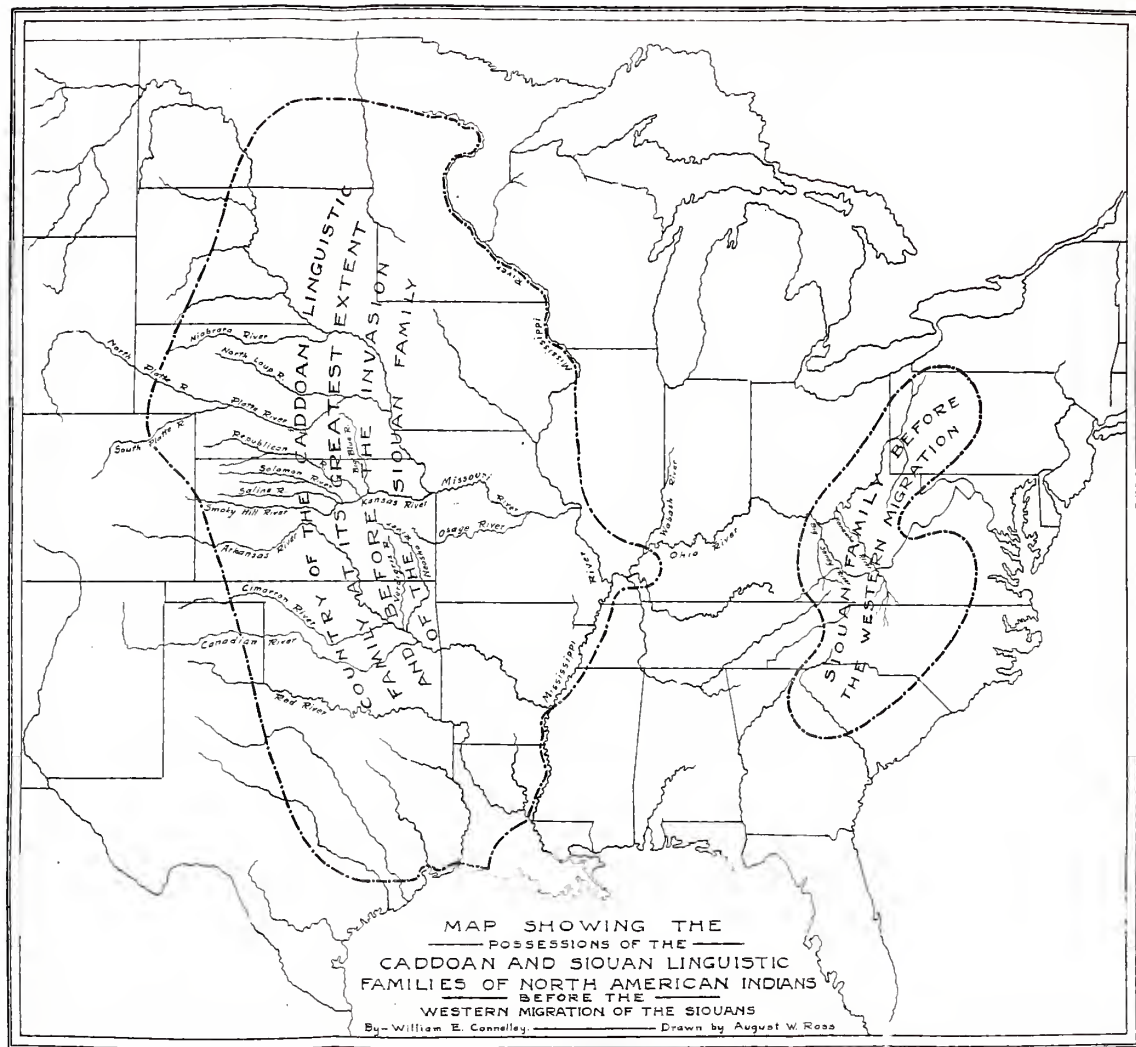 COUNTRY OF THE CADDOAN LINGUISTIC
FAMILY AT ITS GREATEST EXTENT
FAMILY BEFORE THE INVASION
AND OF THE SIOUAN FAMILY
SIOUAN FAMILY BEFORE
THE WESTERN MIGRATION
Niobrara River
North Loup R.
North Platte R
Platte River
South Platte R
Republican
Big Blue R.
Solomon River
Saline R
Smoky Hill River
Kansas River
Missouri River
Osage River
Arkansas River
Verdigris R.
Neosho
Cimarron River
Canadian River
Red River
Mississippi River
Mississippi River
Wabash River
Ohio River
Big
MAP SHOWING THE
POSSESSIONS OF THE
CADDOAN AND SIOUAN LINGUISTIC
FAMILIES OF NORTH AMERICAN INDIANS
BEFORE THE
WESTERN MIGRATION OF THE SIOUANS
By - William E. Connelley. Drawn by August W. Ross